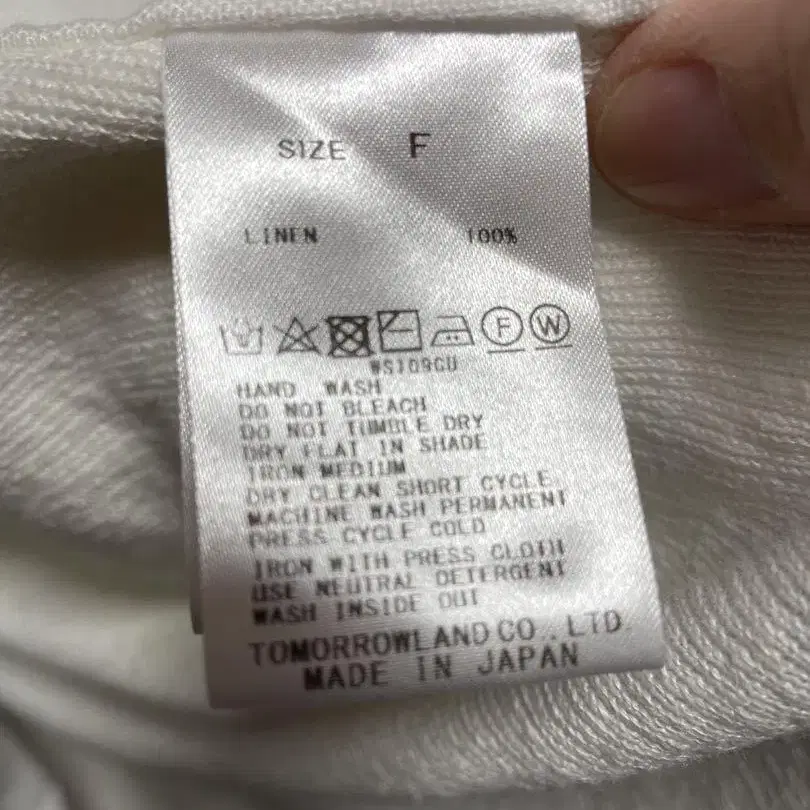 SIZE F
LINEN 100%
F W
WS109GU
HAND WASH
DO NOT BLEACH
DO NOT TUMBLE DRY
DRY FLAT IN SHADE
IRON MEDIUM
DRY CLEAN SHORT CYCLE
MACHINE WASH PERMANENT
PRESS CYCLE COLD
IRON WITH PRESS CLOTH
USE NEUTRAL DETERGENT
WASH INSIDE OUT
TOMORROWLAND CO., LTD.
MADE IN JAPAN